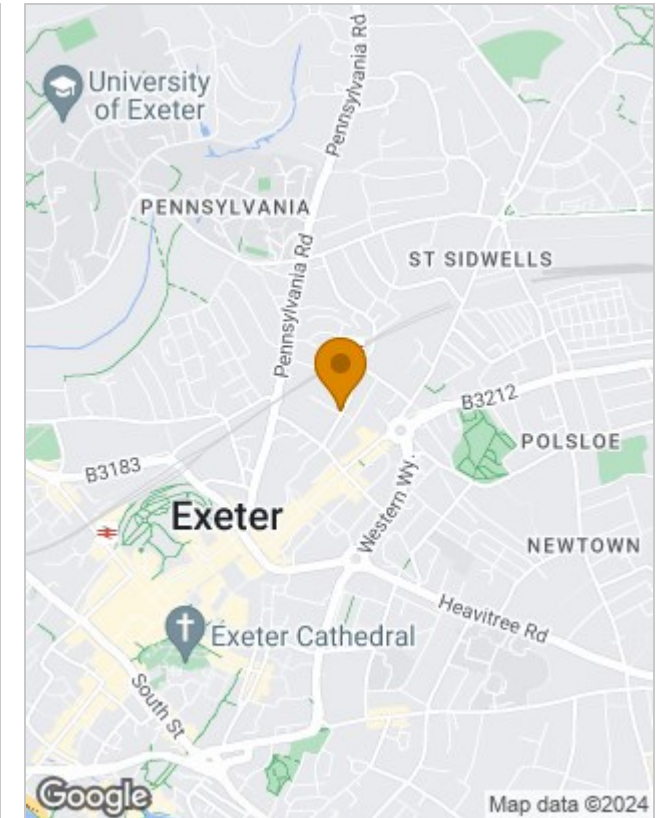 Pennsylvania Rd
University
of Exeter
PENNSYLVANIA
ST SIDWELLS
Pennsylvania Rd
B3212
POLSLOE
B3183
Exeter
Western Wy.
NEWTOWN
Heavitree Rd
Exeter Cathedral
South St
Google
Map data ©2024